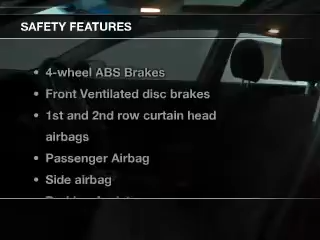 SAFETY FEATURES
• 4-wheel ABS Brakes
• Front Ventilated disc brakes
• 1st and 2nd row curtain head
airbags
• Passenger Airbag
• Side airbag